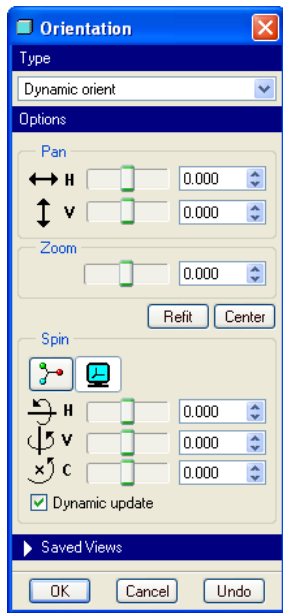 Orientation
Type
Dynamic orient
Options
Pan
H 0.000
V 0.000
Zoom
0.000
Refit Center
Spin
H 0.000
V 0.000
C 0.000
Dynamic update
Saved Views
OK Cancel Undo